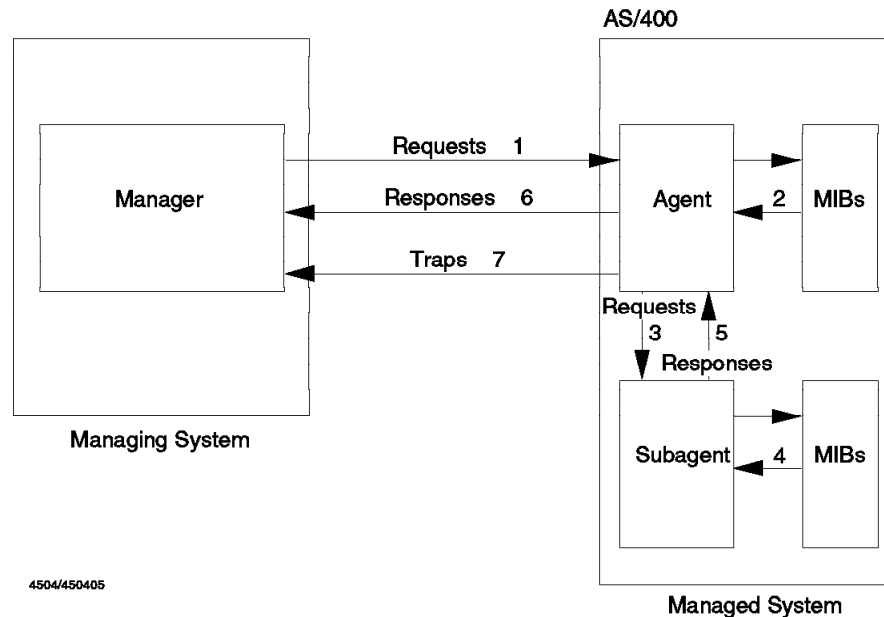 AS/400
Requests 1
Manager
Responses 6
Agent
2
MIBs
Traps 7
Requests
3
5
Responses
Managing System
Subagent
4
MIBs
4504/450405
Managed System